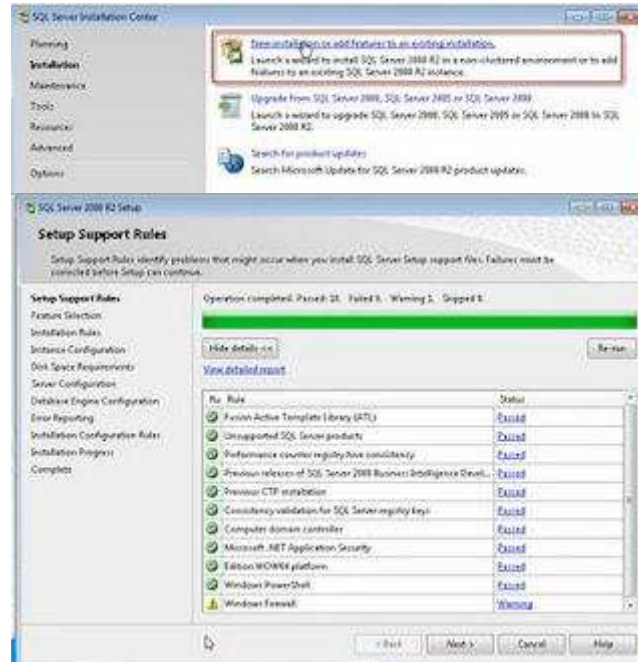 SQL Server Installation Center
Planning
Installation
Maintenance
Tools
Resources
Advanced
Options
New installation or add features to an existing installation.
Launch a wizard to install SQL Server 2008 R2 in a non-clustered environment or to add
features to an existing SQL Server 2008 R2 instance.
Upgrade from SQL Server 2000, SQL Server 2005 or SQL Server 2008
Launch a wizard to upgrade SQL Server 2000, SQL Server 2005 or SQL Server 2008 to SQL
Server 2008 R2.
Search for product updates
Search Microsoft Update for SQL Server 2008 R2 product updates.
SQL Server 2008 R2 Setup
Setup Support Rules
Setup Support Rules identify problems that might occur when you install SQL Server Setup support files. Failures must be
corrected before Setup can continue.
Setup Support Rules
Feature Selection
Installation Rules
Instance Configuration
Disk Space Requirements
Server Configuration
Database Engine Configuration
Error Reporting
Installation Configuration Rules
Installation Progress
Complete
Operation completed. Passed: 10. Failed 0. Warning 1. Skipped 0.
Hide details <<
Re-run
View detailed report
Ru Rule Status
Fusion Active Template Library (ATL) Passed
Unsupported SQL Server products Passed
Performance counter registry hive consistency Passed
Previous releases of SQL Server 2008 Business Intelligence Devel... Passed
Previous CTP installation Passed
Consistency validation for SQL Server registry keys Passed
Computer domain controller Passed
Microsoft .NET Application Security Passed
Edition WOW64 platform Passed
Windows PowerShell Passed
Windows Firewall Warning
< Back
Next >
Cancel
Help